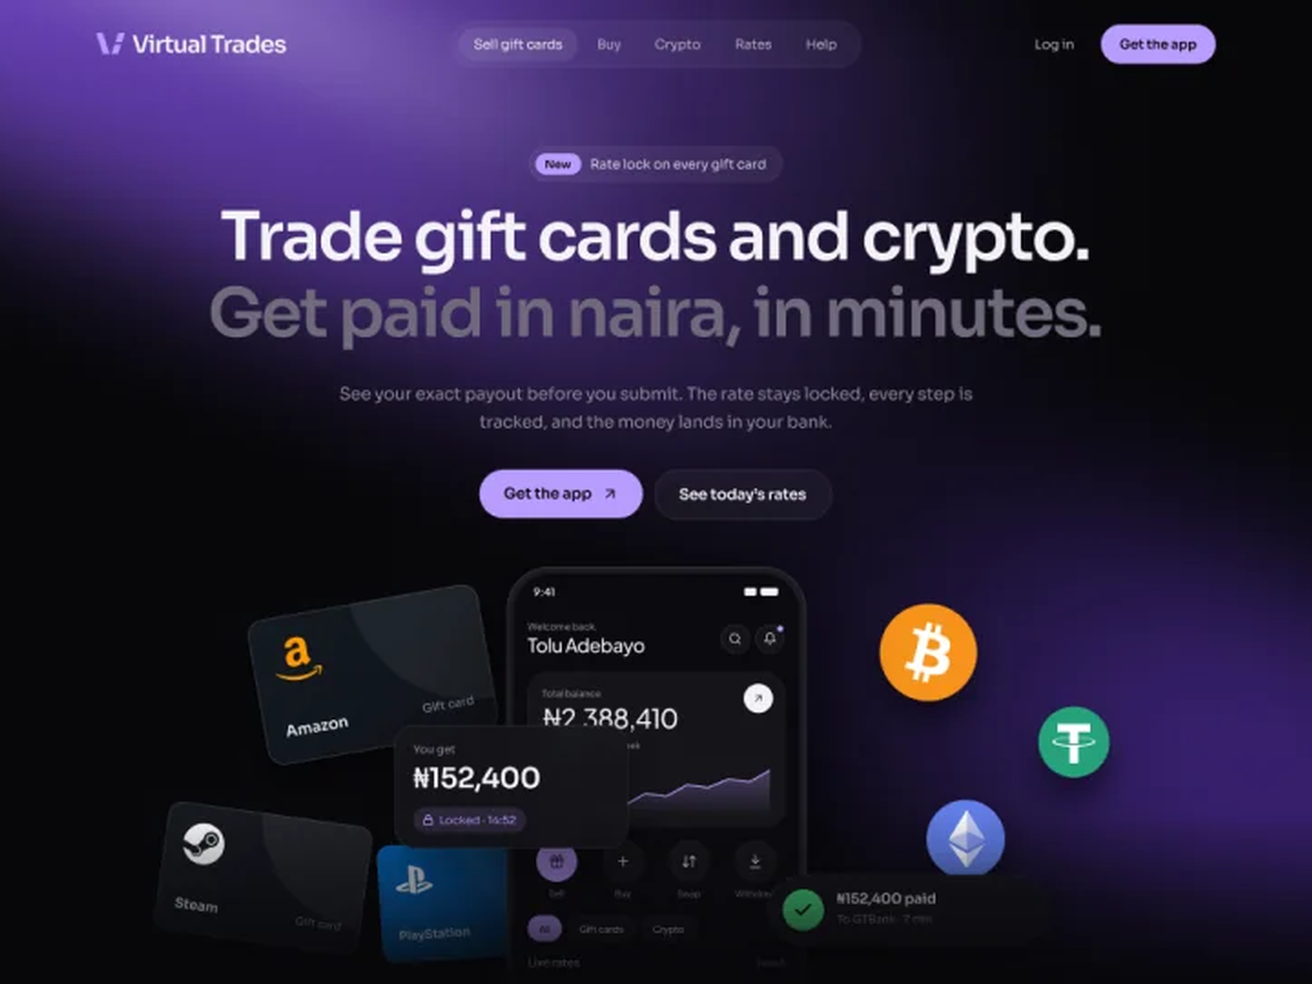 Virtual Trades
Sell gift cards
Buy
Crypto
Rates
Help
Log in
Get the app
New
Rate lock on every gift card
Trade gift cards and crypto.
Get paid in naira, in minutes.
See your exact payout before you submit. The rate stays locked, every step is
tracked, and the money lands in your bank.
Get the app
See today's rates
9:41
Welcome back,
Tolu Adebayo
Total balance
₦2,388,410
a
Amazon
Gift card
You get
₦152,400
Locked · 14:52
Steam
Gift card
PlayStation
Sell
Buy
Swap
Withdraw
All
Gift cards
Crypto
Live rates
₦152,400 paid
To GTBank · 7 min